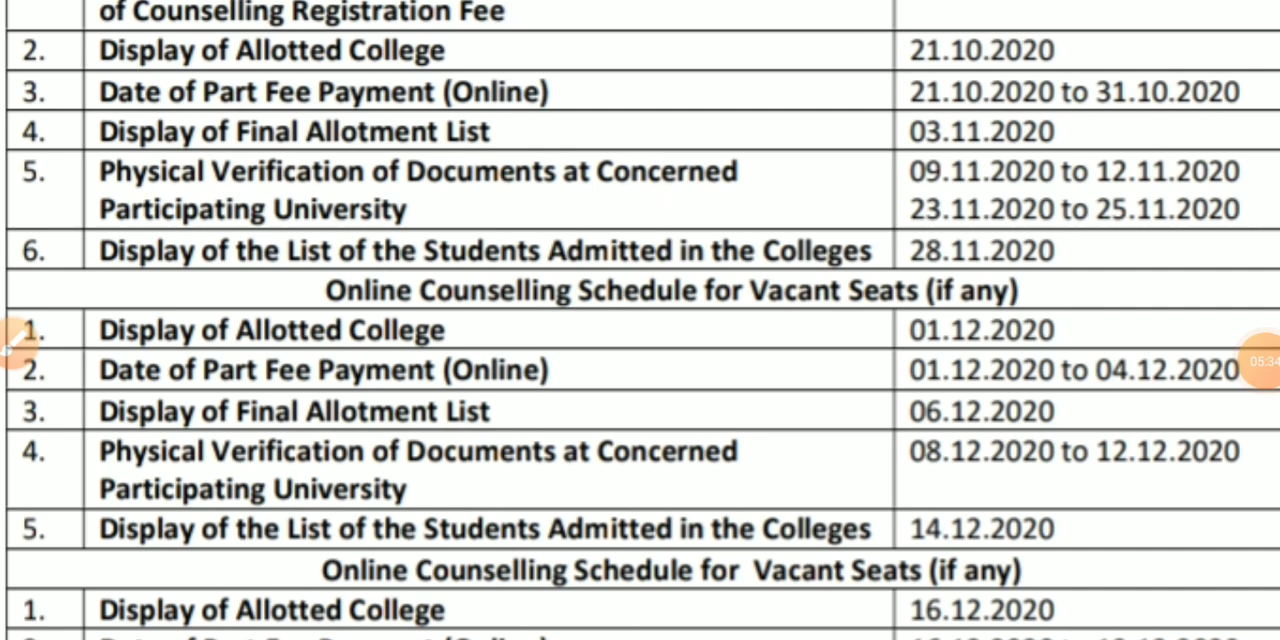 of Counselling Registration Fee
2. Display of Allotted College 21.10.2020
3. Date of Part Fee Payment (Online) 21.10.2020 to 31.10.2020
4. Display of Final Allotment List 03.11.2020
5. Physical Verification of Documents at Concerned 09.11.2020 to 12.11.2020
Participating University 23.11.2020 to 25.11.2020
6. Display of the List of the Students Admitted in the Colleges 28.11.2020
Online Counselling Schedule for Vacant Seats (if any)
1. Display of Allotted College 01.12.2020
2. Date of Part Fee Payment (Online) 01.12.2020 to 04.12.2020
05:34
3. Display of Final Allotment List 06.12.2020
4. Physical Verification of Documents at Concerned 08.12.2020 to 12.12.2020
Participating University
5. Display of the List of the Students Admitted in the Colleges 14.12.2020
Online Counselling Schedule for Vacant Seats (if any)
1. Display of Allotted College 16.12.2020